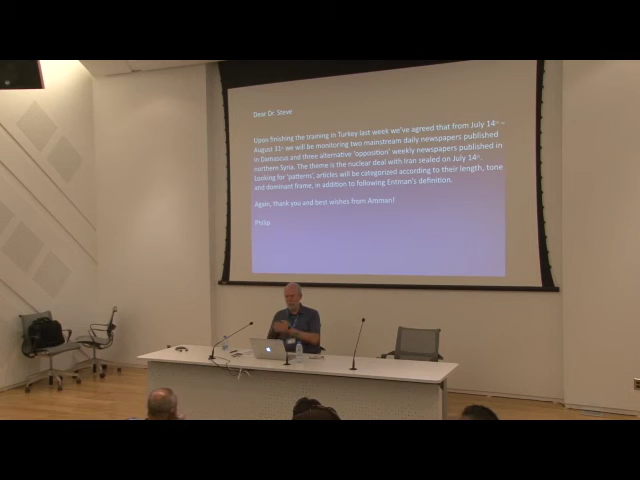 Dear Dr. Steve
Upon finishing the training in Turkey last week we've agreed that from July 14th –
August 31st we will be monitoring two mainstream daily newspapers published
in Damascus and three alternative 'opposition' weekly newspapers published in
northern Syria. The theme is the nuclear deal with Iran sealed on July 14th.
Looking for 'patterns', articles will be categorized according to their length, tone
and dominant frame, in addition to following Entman's definition.
Again, thank you and best wishes from Amman!
Philip